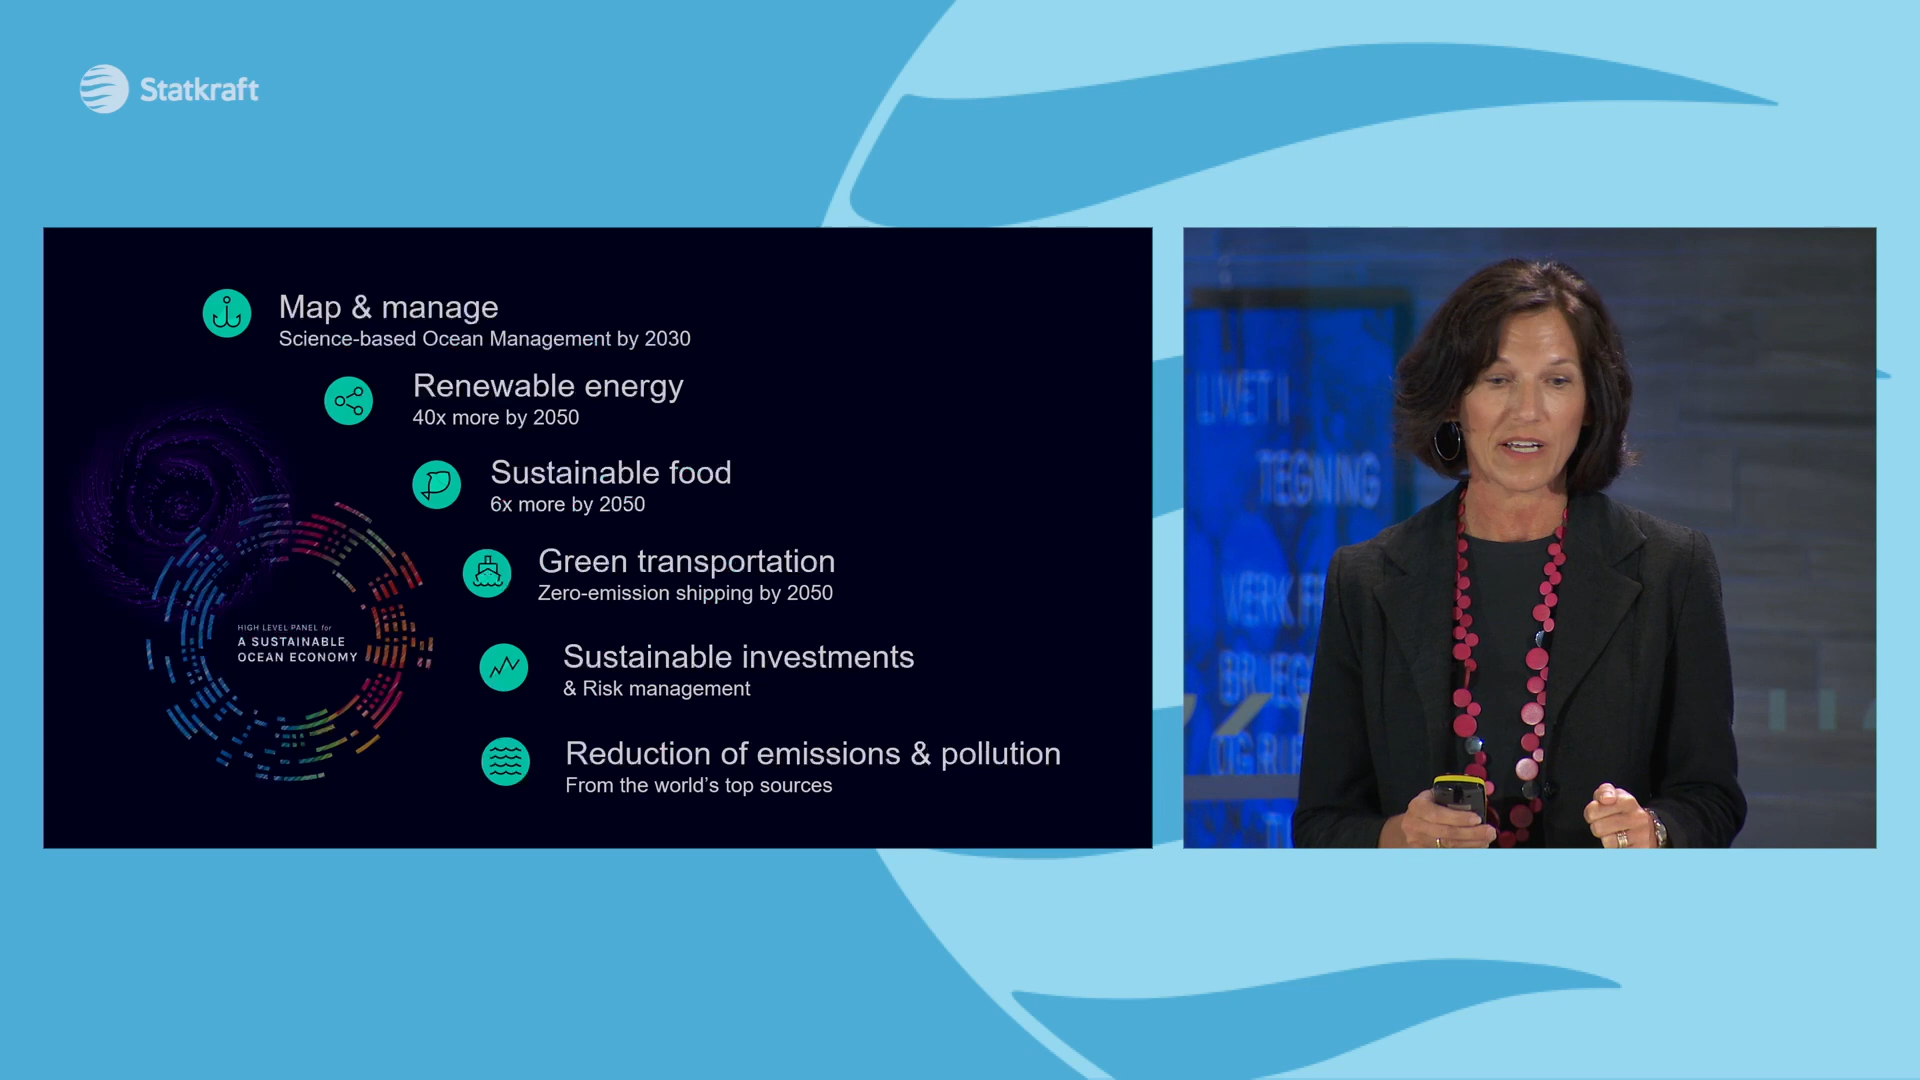 Statkraft
Map & manage
Science-based Ocean Management by 2030
Renewable energy
40x more by 2050
Sustainable food
6x more by 2050
Green transportation
Zero-emission shipping by 2050
HIGH LEVEL PANEL for
A SUSTAINABLE
OCEAN ECONOMY
Sustainable investments
& Risk management
Reduction of emissions & pollution
From the world’s top sources
LIVET I
TEGNING